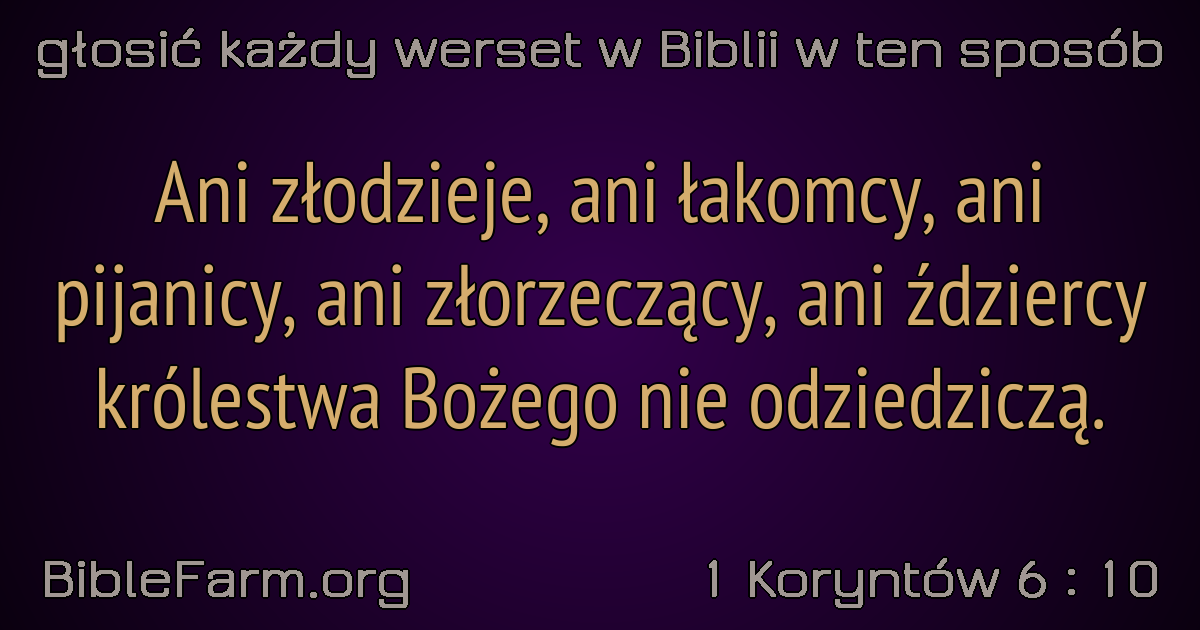 głosić każdy werset w Biblii w ten sposób
Ani złodzieje, ani łakomcy, ani
pijanicy, ani złorzeczący, ani ździercy
królestwa Bożego nie odziedziczą.
BibleFarm.org
1 Koryntów 6 : 10